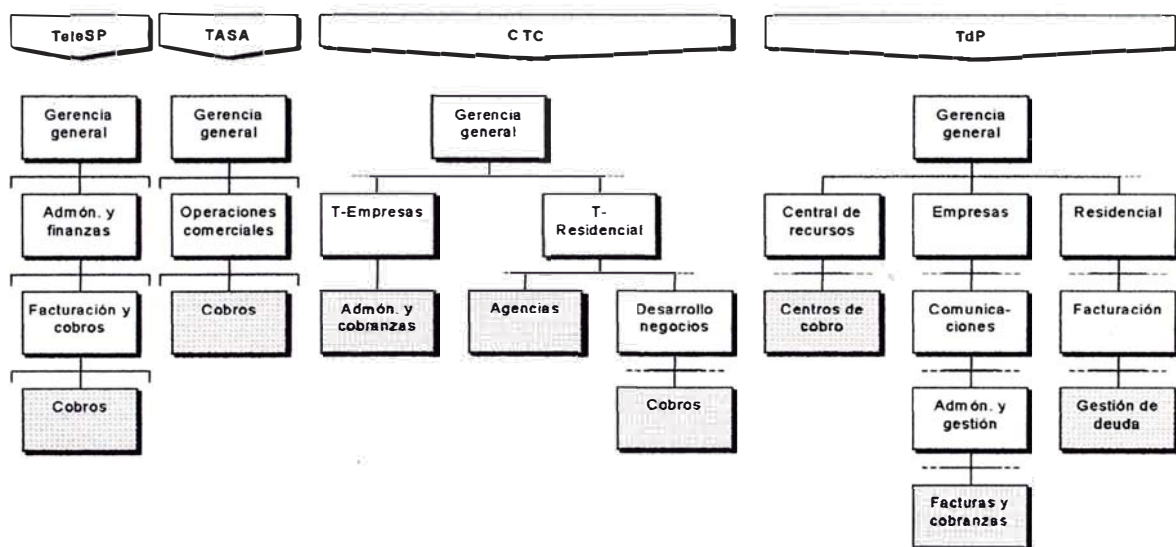 TeleSP
TASA
CTC
TdP
Gerencia
general
Gerencia
general
Gerencia
general
Gerencia
general
Admón. y
finanzas
Operaciones
comerciales
T-Empresas
T-
Residencial
Central de
recursos
Empresas
Residencial
Facturación y
cobros
Cobros
Admón. y
cobranzas
Agencias
Desarrollo
negocios
Centros de
cobro
Comunica-
ciones
Facturación
Cobros
Cobros
Admón. y
gestión
Gestión de
deuda
Facturas y
cobranzas